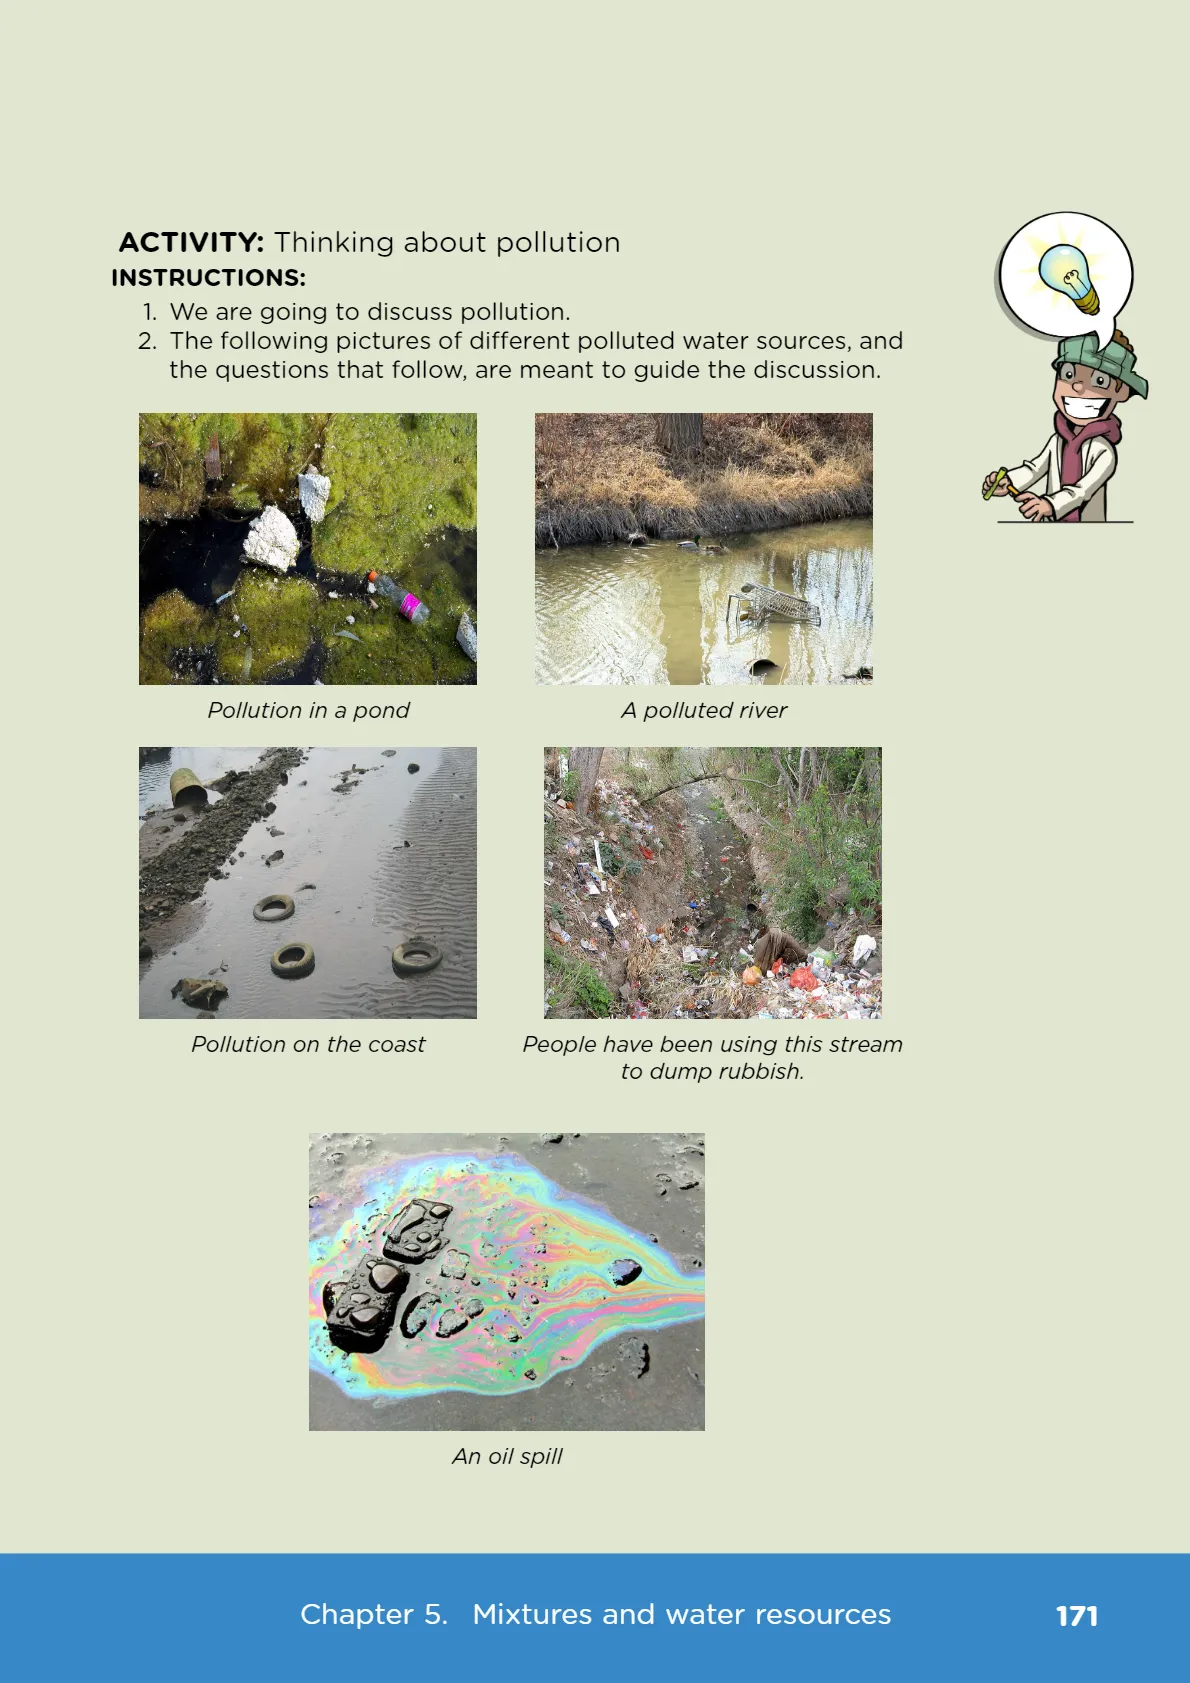 ACTIVITY: Thinking about pollution
INSTRUCTIONS:
1. We are going to discuss pollution.
2. The following pictures of different polluted water sources, and
the questions that follow, are meant to guide the discussion.
Pollution in a pond
A polluted river
Pollution on the coast
People have been using this stream
to dump rubbish.
An oil spill
Chapter 5. Mixtures and water resources
171